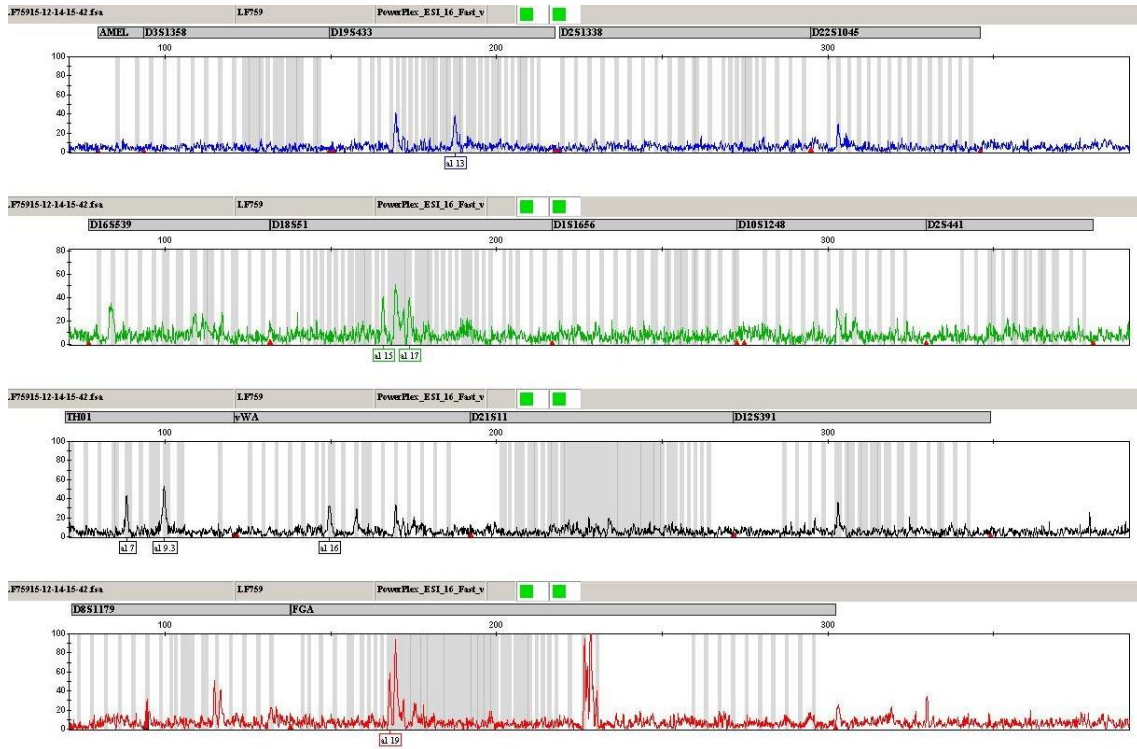 .F75915-12-14-15-42.fsa LF759 PowerPlex_ESI_16_Fast_v
AMEL D3S1358 D19S433 D2S1338 D22S1045
100 200 300
100
80
60
40
20
0
al 13
.F75915-12-14-15-42.fsa LF759 PowerPlex_ESI_16_Fast_v
D16S539 D18S51 D1S1656 D10S1248 D2S441
100 200 300
80
60
40
20
0
al 15 al 17
.F75915-12-14-15-42.fsa LF759 PowerPlex_ESI_16_Fast_v
TH01 vWA D21S11 D12S391
100 200 300
100
80
60
40
20
0
al 7 al 9.3 al 16
.F75915-12-14-15-42.fsa LF759 PowerPlex_ESI_16_Fast_v
D8S1179 FGA
100 200 300
100
80
60
40
20
0
al 19